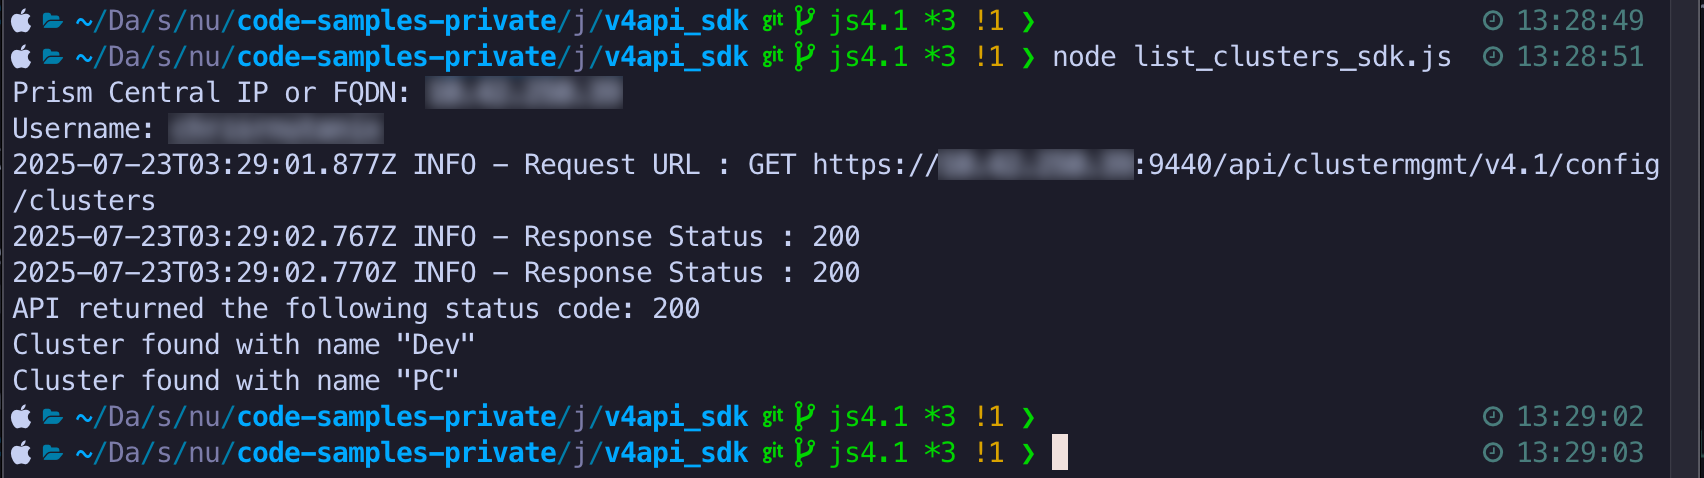 ~/Da/s/nu/code-samples-private/j/v4api_sdk git js4.1 *3 !1 ❯ 13:28:49
~/Da/s/nu/code-samples-private/j/v4api_sdk git js4.1 *3 !1 ❯ node list_clusters_sdk.js 13:28:51
Prism Central IP or FQDN:
Username:
2025-07-23T03:29:01.877Z INFO - Request URL : GET https://:9440/api/clustermgmt/v4.1/config
/clusters
2025-07-23T03:29:02.767Z INFO - Response Status : 200
2025-07-23T03:29:02.770Z INFO - Response Status : 200
API returned the following status code: 200
Cluster found with name "Dev"
Cluster found with name "PC"
~/Da/s/nu/code-samples-private/j/v4api_sdk git js4.1 *3 !1 ❯ 13:29:02
~/Da/s/nu/code-samples-private/j/v4api_sdk git js4.1 *3 !1 ❯ 13:29:03